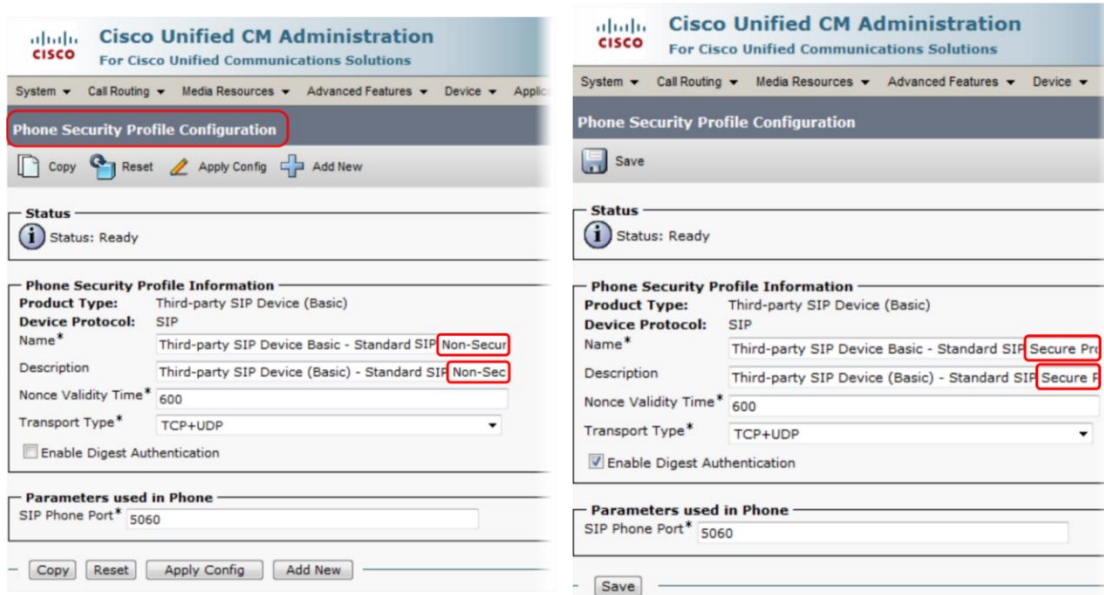 CISCO
Cisco Unified CM Administration
For Cisco Unified Communications Solutions
System Call Routing Media Resources Advanced Features Device Applic
Phone Security Profile Configuration
Copy Reset Apply Config Add New
Status
Status: Ready
Phone Security Profile Information
Product Type: Third-party SIP Device (Basic)
Device Protocol: SIP
Name* Third-party SIP Device Basic - Standard SIP Non-Secur
Description Third-party SIP Device (Basic) - Standard SIP Non-Sec
Nonce Validity Time* 600
Transport Type* TCP+UDP
Enable Digest Authentication
Parameters used in Phone
SIP Phone Port* 5060
Copy Reset Apply Config Add New
CISCO
Cisco Unified CM Administration
For Cisco Unified Communications Solutions
System Call Routing Media Resources Advanced Features Device
Phone Security Profile Configuration
Save
Status
Status: Ready
Phone Security Profile Information
Product Type: Third-party SIP Device (Basic)
Device Protocol: SIP
Name* Third-party SIP Device Basic - Standard SIP Secure Pro
Description Third-party SIP Device (Basic) - Standard SIP Secure P
Nonce Validity Time* 600
Transport Type* TCP+UDP
Enable Digest Authentication
Parameters used in Phone
SIP Phone Port* 5060
Save